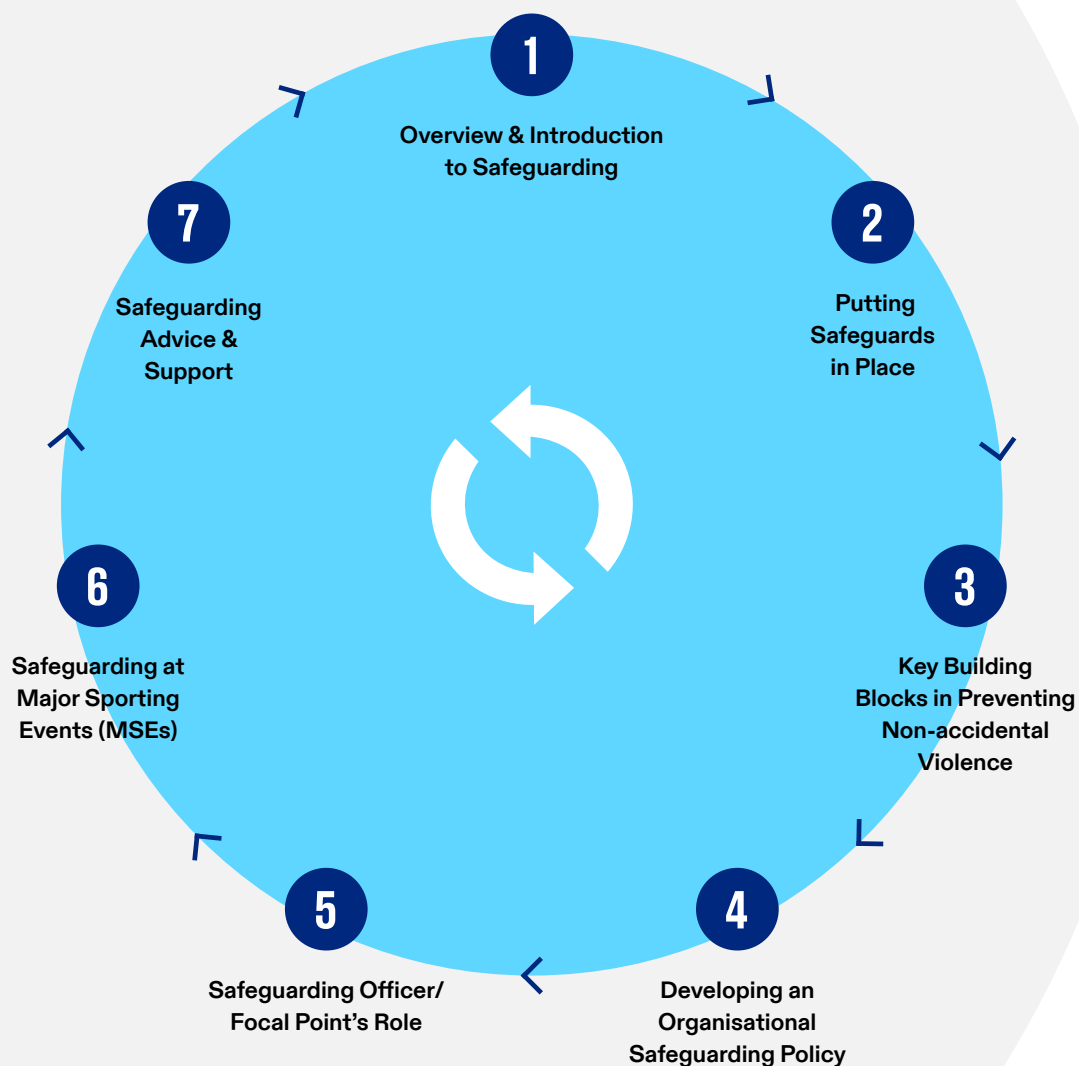 1
Overview & Introduction
to Safeguarding
2
Putting
Safeguards
in Place
3
Key Building
Blocks in Preventing
Non-accidental
Violence
4
Developing an
Organisational
Safeguarding Policy
5
Safeguarding Officer/
Focal Point’s Role
6
Safeguarding at
Major Sporting
Events (MSEs)
7
Safeguarding
Advice &
Support